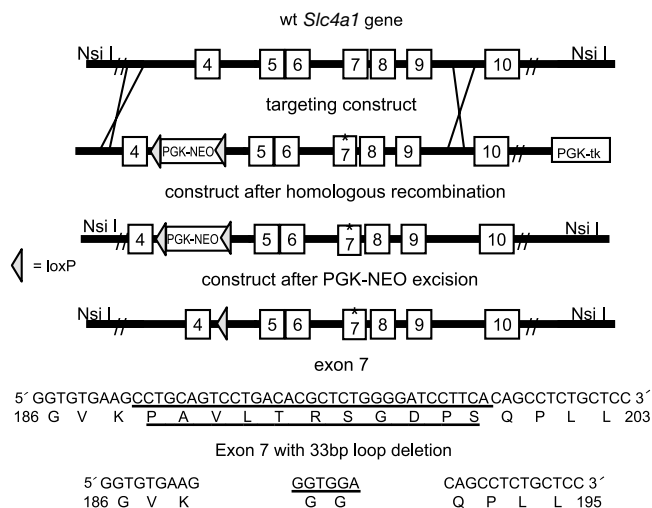 wt Slc4a1 gene
Nsi I // 4 5 6 7 8 9 10 // Nsi I
targeting construct
// 4 PGK-NEO 5 6 * 7 8 9 10 // PGK-tk
construct after homologous recombination
Nsi I // 4 PGK-NEO 5 6 * 7 8 9 10 // Nsi I
= loxP
construct after PGK-NEO excision
Nsi I // 4 5 6 * 7 8 9 10 // Nsi I
exon 7
5´ GGTGTGAAGCCTGCAGTCCTGACACGCTCTGGGGATCCTTCACAGCCTCTGCTCC 3´
186 G V K P A V L T R S G D P S Q P L L 203
Exon 7 with 33bp loop deletion
5´ GGTGTGAAG GGTGGA CAGCCTCTGCTCC 3´
186 G V K G G Q P L L 195